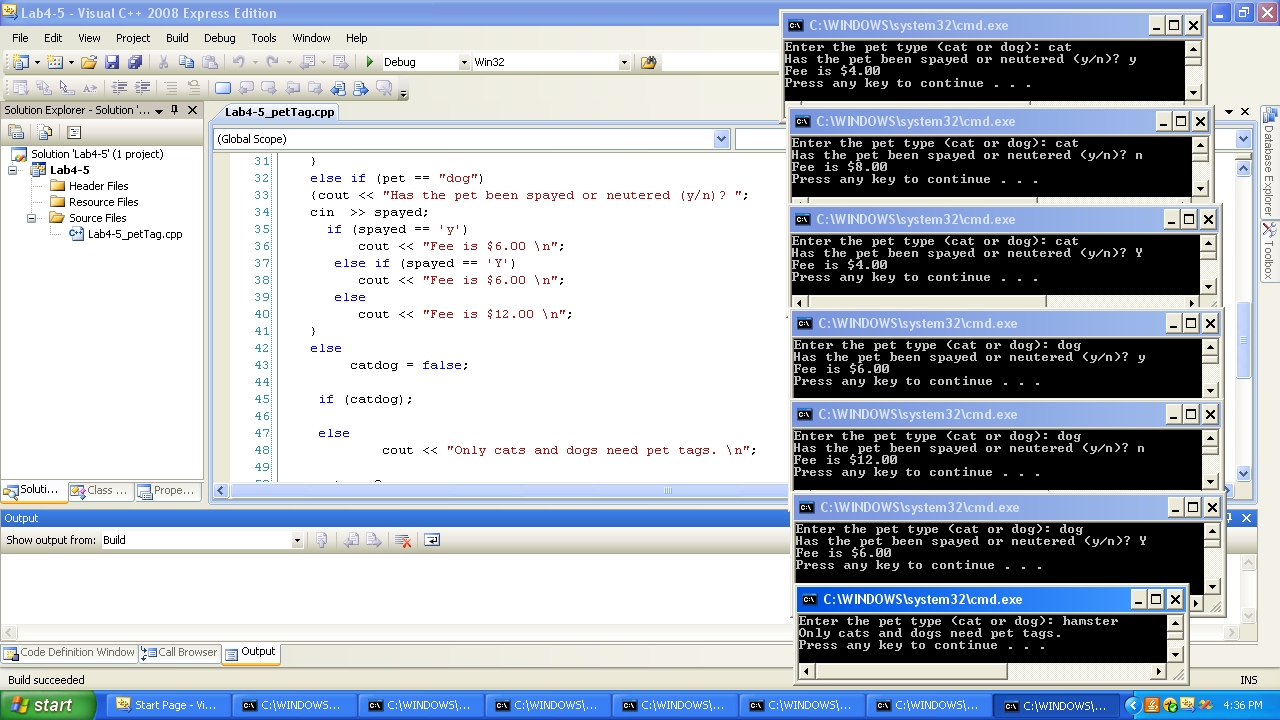 Lab4-5 - Visual C++ 2008 Express Edition
File Edit Project Build Debug Window Help
Debug Win32
Solution Explorer - Solution '...
Solution 'Lab4-5' (1 project)
Lab4-5
Header Files
Resource Files
Source Files
Lab4-5_petTag.cpp
Soluti... Class ... Prope...
Lab4-5_petTag.cpp
(Global Scope)
31 }
32 else if (pet == "dog")
33 {cout << "Has the pet been spayed or neutered (y/n)? ";
34 cin >> spayed;
35 if (spayed == 'y')
36 cout << "Fee is $6.00 \n";
37 else if (spayed == 'Y')
38 cout << "Fee is $6.00 \n";
39 else
40 cout << "Fee is $12.00 \n";
41 }
42 else
43 catdog = false;
44
45 if (catdog);
46
47 else
48 cout << "Only cats and dogs need pet tags. \n";
49
C:\WINDOWS\system32\cmd.exe
Enter the pet type (cat or dog): cat
Has the pet been spayed or neutered (y/n)? y
Fee is $4.00
Press any key to continue . . .
C:\WINDOWS\system32\cmd.exe
Enter the pet type (cat or dog): cat
Has the pet been spayed or neutered (y/n)? n
Fee is $8.00
Press any key to continue . . .
C:\WINDOWS\system32\cmd.exe
Enter the pet type (cat or dog): cat
Has the pet been spayed or neutered (y/n)? Y
Fee is $4.00
Press any key to continue . . .
C:\WINDOWS\system32\cmd.exe
Enter the pet type (cat or dog): dog
Has the pet been spayed or neutered (y/n)? y
Fee is $6.00
Press any key to continue . . .
C:\WINDOWS\system32\cmd.exe
Enter the pet type (cat or dog): dog
Has the pet been spayed or neutered (y/n)? n
Fee is $12.00
Press any key to continue . . .
C:\WINDOWS\system32\cmd.exe
Enter the pet type (cat or dog): dog
Has the pet been spayed or neutered (y/n)? Y
Fee is $6.00
Press any key to continue . . .
C:\WINDOWS\system32\cmd.exe
Enter the pet type (cat or dog): hamster
Only cats and dogs need pet tags.
Press any key to continue . . .
Database Explorer
Toolbox
Output
Show output from: Build
Code Definition Window Call Browser Output
Build succeeded
INS
start
Start Page - Vi...
C:\WINDOWS...
C:\WINDOWS\...
C:\WINDOWS\...
C:\WINDOWS\...
C:\WINDOWS\...
C:\WINDOWS\...
C:\WINDOWS\...
4:36 PM